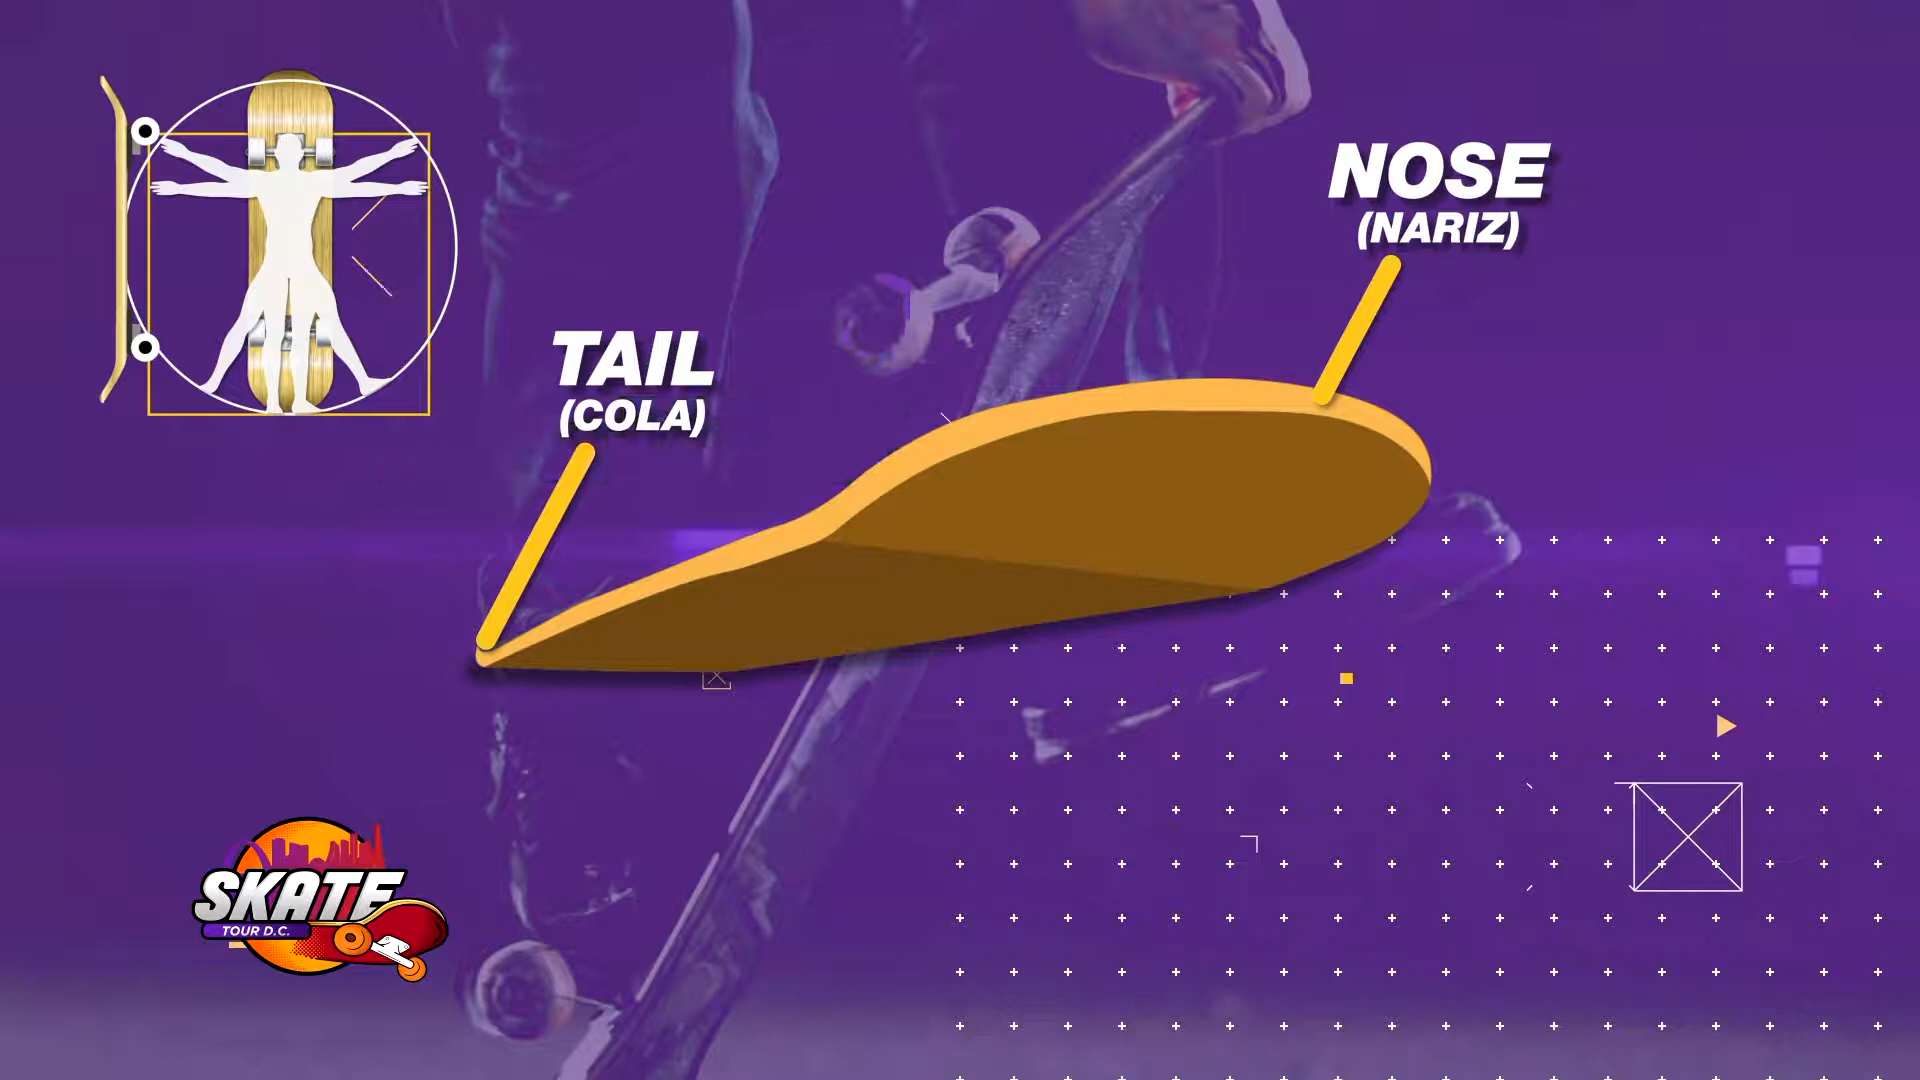 NOSE
(NARIZ)
TAIL
(COLA)
SKATE
TOUR D.C.